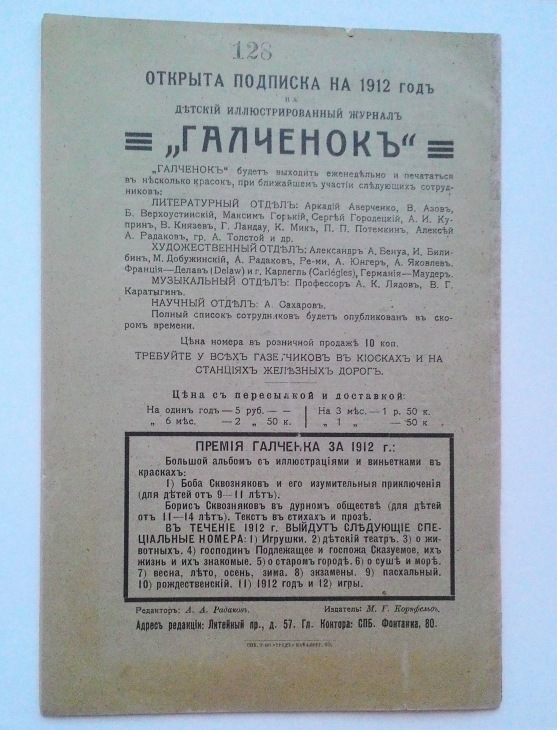 128
ОТКРЫТА ПОДПИСКА НА 1912 годъ
на
ДѢТСКІЙ ИЛЛЮСТРИРОВАННЫЙ ЖУРНАЛЪ
„ГАЛЧЕНОКЪ“
„ГАЛЧЕНОКЪ“ будетъ выходить еженедѣльно и печататься
въ нѣсколько красокъ, при ближайшемъ участіи слѣдующихъ сотруд-
никовъ:
ЛИТЕРАТУРНЫЙ ОТДѢЛЪ: Аркадій Аверченко, В. Азовъ,
Б. Верхоустинскій, Максимъ Горькій, Сергѣй Городецкій, А. И. Ку-
принъ, В. Князевъ, Г. Ландау, К. Микъ, П. П. Потемкинъ, Алексѣй
А. Радаковъ, гр. А. Толстой и др.
ХУДОЖЕСТВЕННЫЙ ОТДѢЛЪ: Александръ А. Бенуа, И. Били-
бинъ, М. Добужинскій, А. Радаковъ, Ре-ми, А. Юнгеръ, А. Яковлевъ,
Франція—Делавъ (Delaw) и г. Карлегль (Cariégles), Германія—Маудеръ.
МУЗЫКАЛЬНЫЙ ОТДѢЛЪ: Профессоръ А. К. Лядовъ, В. Г.
Каратыгинъ.
НАУЧНЫЙ ОТДѢЛЪ: А. Сахаровъ.
Полный списокъ сотрудниковъ будетъ опубликованъ въ ско-
ромъ времени.
Цѣна номера въ розничной продажѣ 10 коп.
ТРЕБУЙТЕ У ВСѢХЪ ГАЗЕТЧИКОВЪ ВЪ КІОСКАХЪ И НА
СТАНЦІЯХЪ ЖЕЛѢЗНЫХЪ ДОРОГЪ.
Цѣна съ пересылкой и доставкой:
На одинъ годъ — 5 руб. — — На 3 мѣс. — 1 р. 50 к.
„ 6 мѣс. — 2 „ 50 к. „ 1 „ — 50 к.
ПРЕМІЯ ГАЛЧЕНКА ЗА 1912 г.:
Большой альбомъ съ иллюстраціями и виньетками въ
краскахъ:
1) Боба Сквозняковъ и его изумительныя приключенія
(для дѣтей отъ 9—11 лѣтъ).
Борисъ Сквозняковъ въ дурномъ обществѣ (для дѣтей
отъ 11—14 лѣтъ). Текстъ въ стихахъ и прозѣ.
ВЪ ТЕЧЕНІЕ 1912 г. ВЫЙДУТЪ СЛѢДУЮЩІЕ СПЕ-
ЦІАЛЬНЫЕ НОМЕРА: 1) Игрушки. 2) дѣтскій театръ. 3) о жи-
вотныхъ. 4) господинъ Подлежащее и госпожа Сказуемое, ихъ
жизнь и ихъ знакомые. 5) о старомъ городѣ. 6) о сушѣ и морѣ.
7) весна, лѣто, осень, зима. 8) экзамены. 9) пасхальный.
10) рождественскій. 11) 1912 годъ и 12) игры.
Редакторъ: А. А. Радаковъ. Издатель: М. Г. Корнфельдъ.
Адресъ редакціи: Литейный пр., д. 57. Гл. Контора: СПБ. Фонтанка, 80.